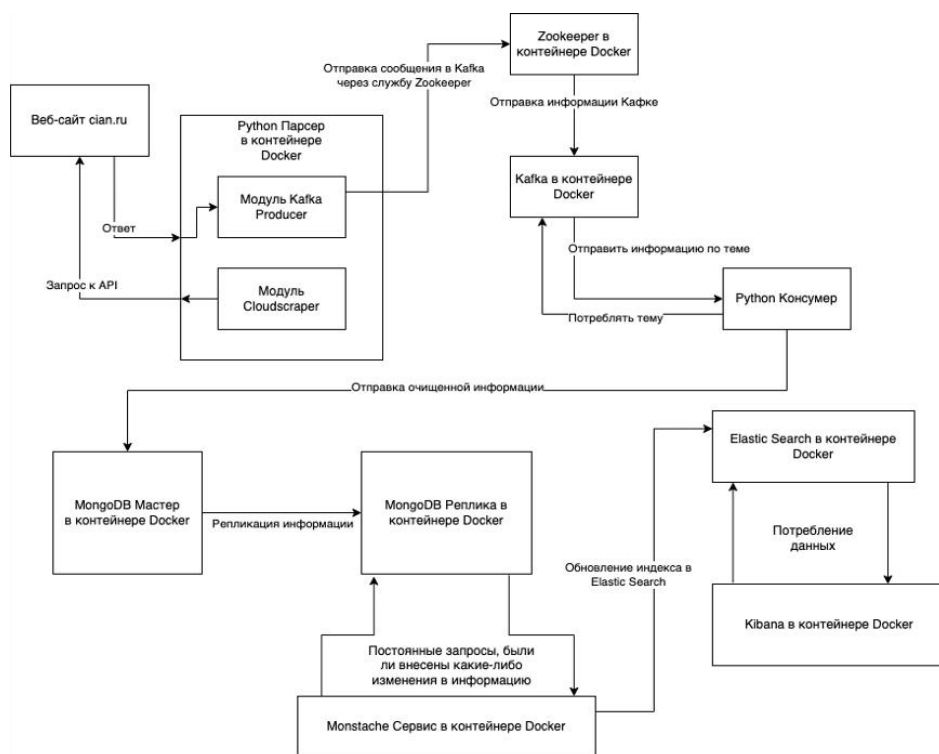 Zookeeper в
контейнере Docker
Отправка сообщения в Kafka
через службу Zookeeper
Отправка информации Кафке
Веб-сайт cian.ru
Python Парсер
в контейнере
Docker
Kafka в контейнере
Docker
Модуль Kafka
Producer
Ответ
Отправить информацию по теме
Запрос к API
Модуль
Cloudscraper
Python Консумер
Потреблять тему
Отправка очищенной информации
Elastic Search в контейнере
Docker
MongoDB Мастер
в контейнере Docker
Репликация информации
MongoDB Реплика в
контейнере Docker
Потребление
данных
Обновление индекса в
Elastic Search
Kibana в контейнере Docker
Постоянные запросы, были
ли внесены какие-либо
изменения в информацию
Monstache Сервис в контейнере Docker